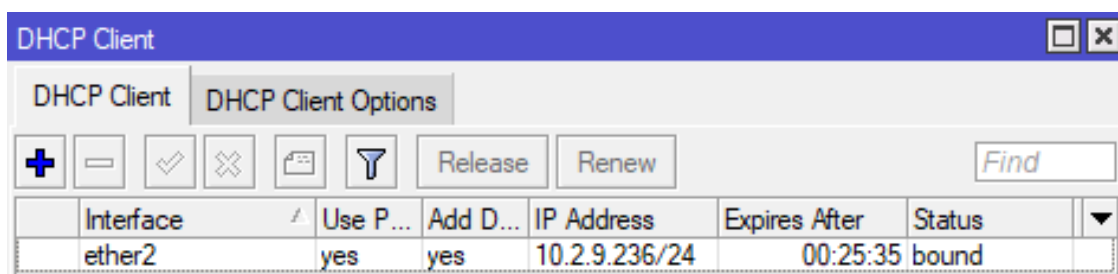 DHCP Client
DHCP Client DHCP Client Options
Release Renew Find
Interface Use P... Add D... IP Address Expires After Status
ether2 yes yes 10.2.9.236/24 00:25:35 bound